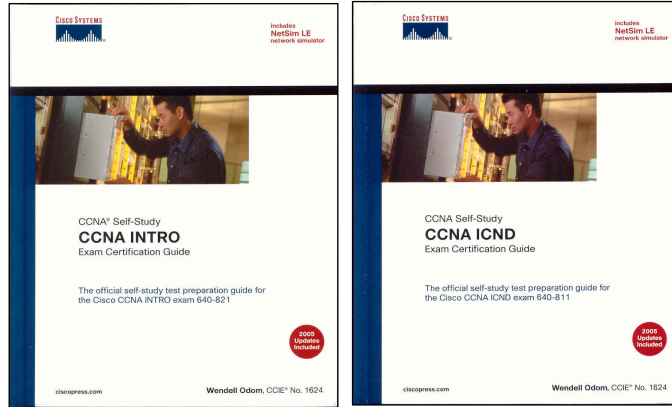 CISCO SYSTEMS
includes
NetSim LE
network simulator
CCNA® Self-Study
CCNA INTRO
Exam Certification Guide
The official self-study test preparation guide for
the Cisco CCNA INTRO exam 640-821
2005
Updates
Included
ciscopress.com
Wendell Odom, CCIE® No. 1624
CISCO SYSTEMS
includes
NetSim LE
network simulator
CCNA Self-Study
CCNA ICND
Exam Certification Guide
The official self-study test preparation guide for
the Cisco CCNA ICND exam 640-811
2005
Updates
Included
ciscopress.com
Wendell Odom, CCIE® No. 1624